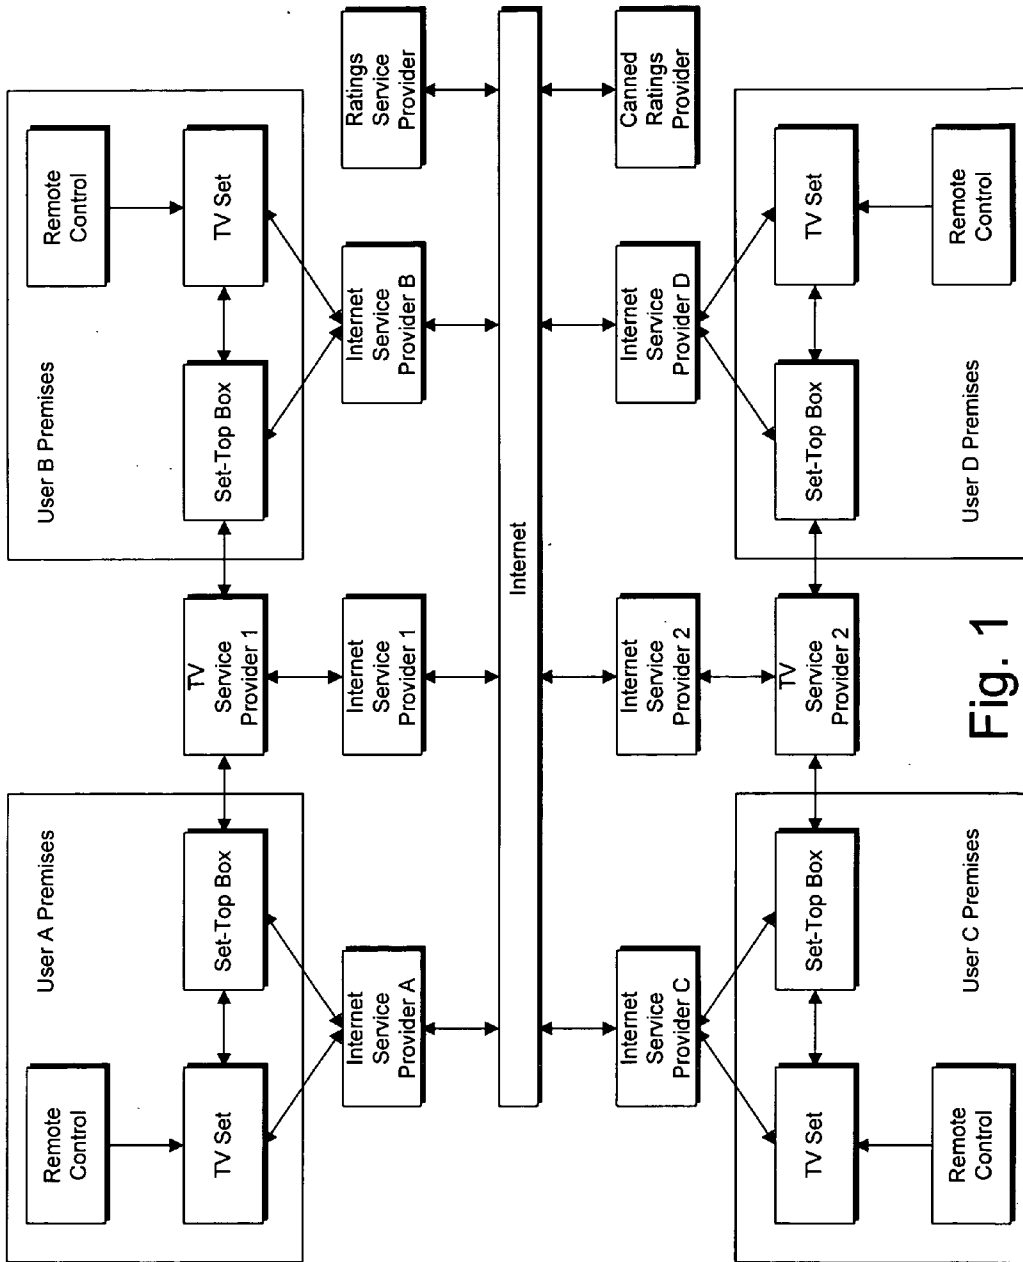 User A Premises
Remote
Control
TV Set
Set-Top Box
TV
Service
Provider 1
User B Premises
Set-Top Box
TV Set
Remote
Control
Internet
Service
Provider A
Internet
Service
Provider 1
Internet
Service
Provider B
Ratings
Service
Provider
Internet
Internet
Service
Provider C
Internet
Service
Provider 2
Internet
Service
Provider D
Canned
Ratings
Provider
TV Set
Set-Top Box
Remote
Control
User C Premises
TV
Service
Provider 2
Set-Top Box
TV Set
User D Premises
Remote
Control
Fig. 1